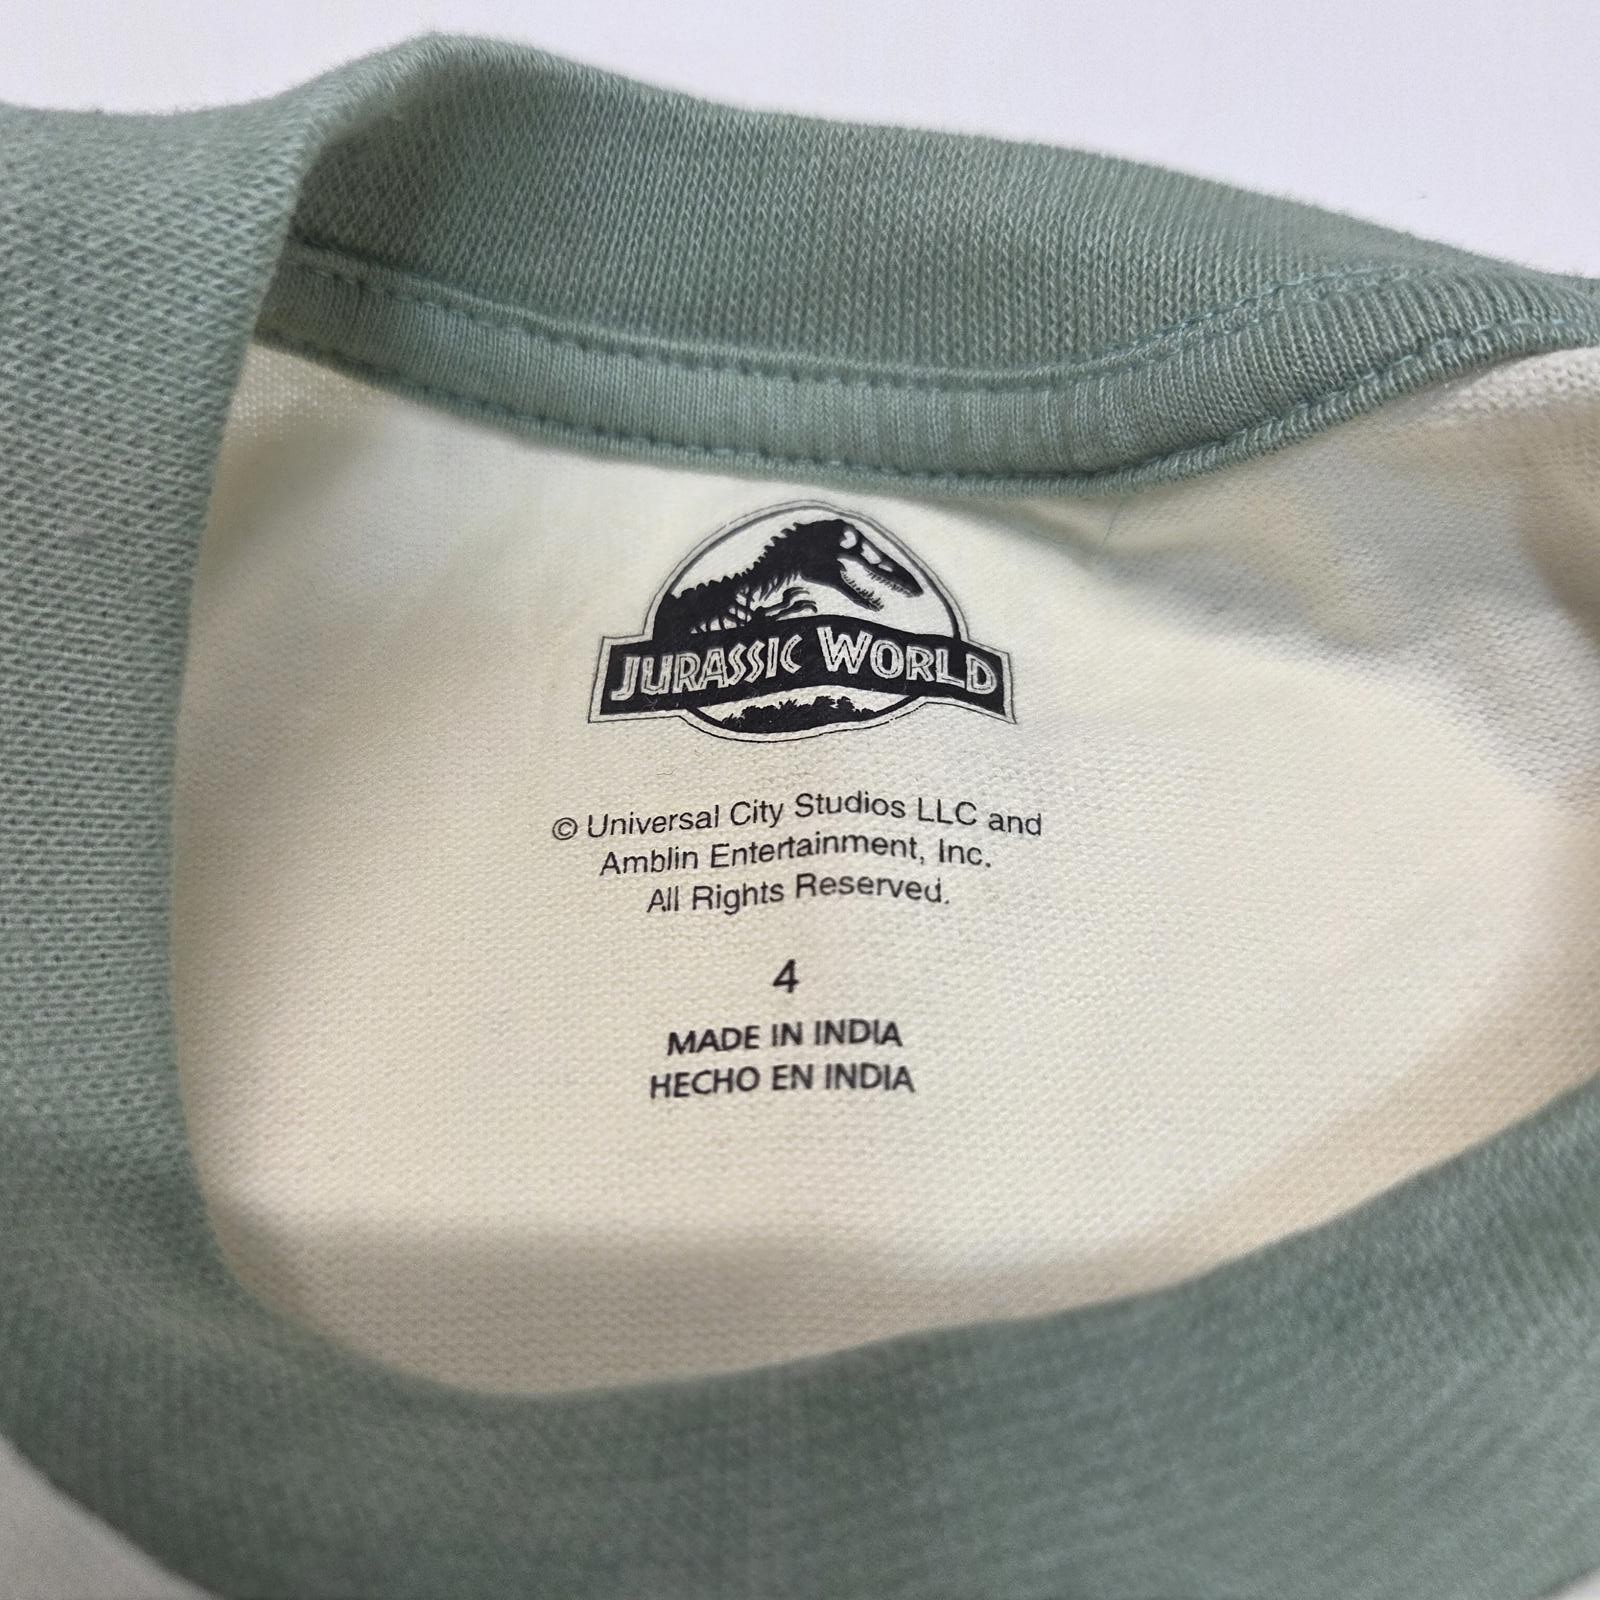 JURASSIC WORLD
© Universal City Studios LLC and
Amblin Entertainment, Inc.
All Rights Reserved.
4
MADE IN INDIA
HECHO EN INDIA